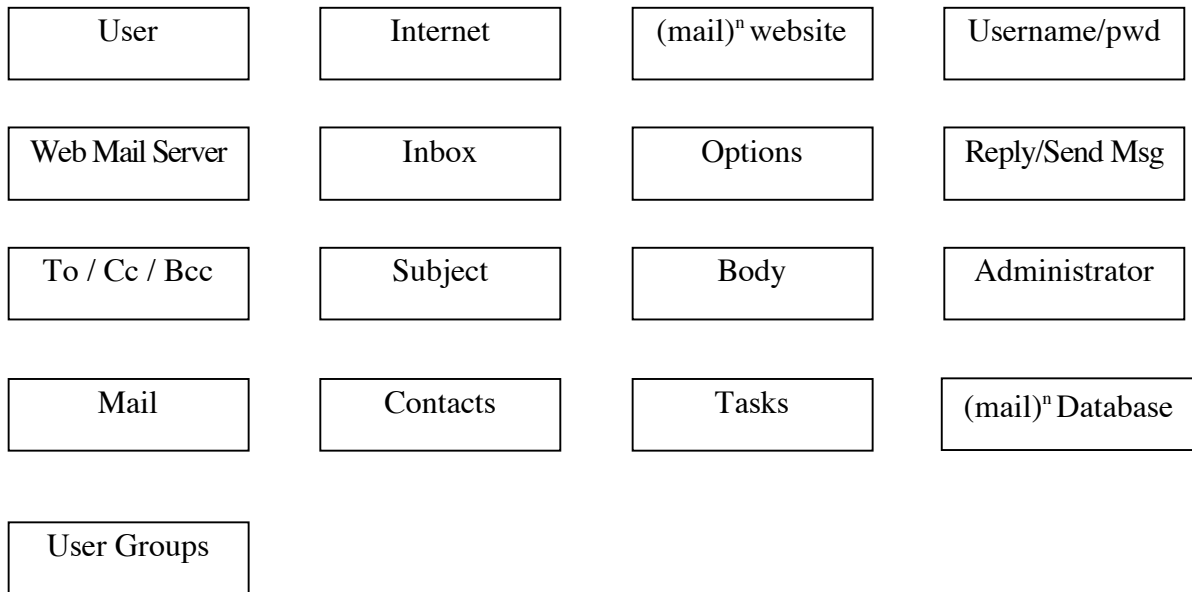 User
Internet
(mail)ⁿ website
Username/pwd
Web Mail Server
Inbox
Options
Reply/Send Msg
To / Cc / Bcc
Subject
Body
Administrator
Mail
Contacts
Tasks
(mail)ⁿ Database
User Groups